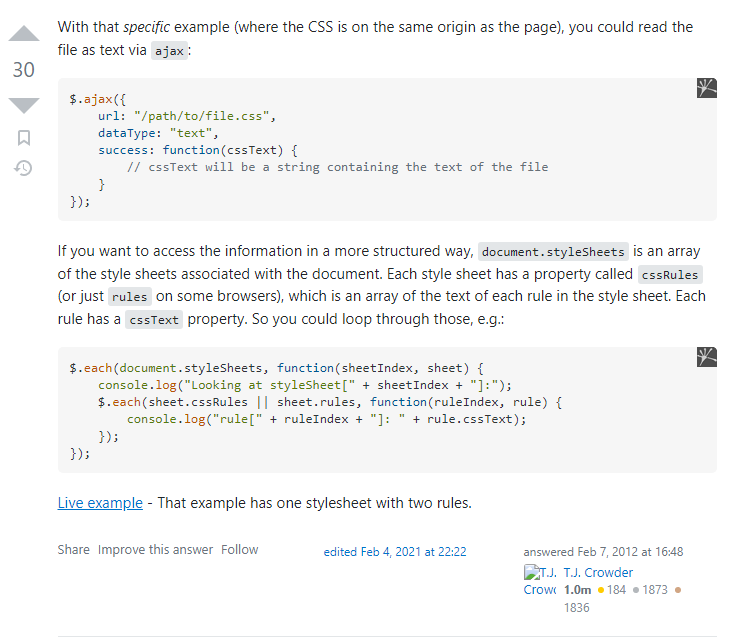 With that specific example (where the CSS is on the same origin as the page), you could read the
file as text via ajax:
30
$.ajax({
    url: "/path/to/file.css",
    dataType: "text",
    success: function(cssText) {
        // cssText will be a string containing the text of the file
    }
});
If you want to access the information in a more structured way, document.styleSheets is an array
of the style sheets associated with the document. Each style sheet has a property called cssRules
(or just rules on some browsers), which is an array of the text of each rule in the style sheet. Each
rule has a cssText property. So you could loop through those, e.g.:
$.each(document.styleSheets, function(sheetIndex, sheet) {
    console.log("Looking at styleSheet[" + sheetIndex + "]:");
    $.each(sheet.cssRules || sheet.rules, function(ruleIndex, rule) {
        console.log("rule[" + ruleIndex + "]: " + rule.cssText);
    });
});
Live example - That example has one stylesheet with two rules.
Share Improve this answer Follow
edited Feb 4, 2021 at 22:22
answered Feb 7, 2012 at 16:48
T.J. T.J. Crowder
Crowc 1.0m 184 1873
1836